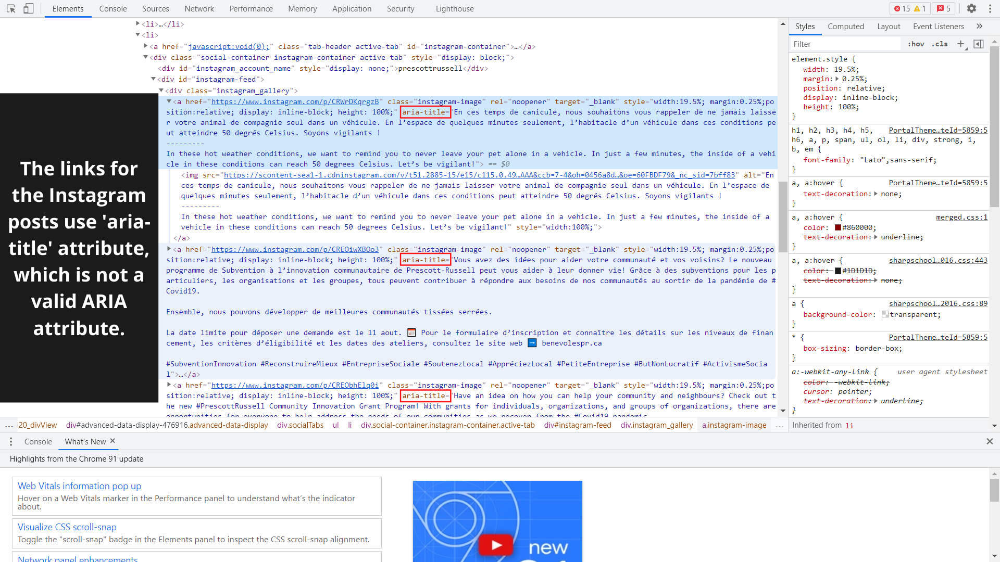 Elements Console Sources Network Performance Memory Application Security Lighthouse 15 1 5
<li>…</li>
<li>
<a href="javascript:void(0);" class="tab-header active-tab" id="instagram-container">…</a>
<div class="social-container instagram-container active-tab" style="display: block;">
<div id="instagram_account_name" style="display: none;">prescottrussell</div>
<div id="instagram-feed">
<div class="instagram_gallery">
<a href="https://www.instagram.com/p/CRWrDKqrgzB" class="instagram-image" rel="noopener" target="_blank" style="width:19.5%; margin:0.25%;po
sition:relative; display: inline-block; height: 100%;" aria-title="En ces temps de canicule, nous souhaitons vous rappeler de ne jamais laisse
r votre animal de compagnie seul dans un véhicule. En l’espace de quelques minutes seulement, l’habitacle d’un véhicule dans ces conditions pe
ut atteindre 50 degrés Celsius. Soyons vigilants !
---------
In these hot weather conditions, we want to remind you to never leave your pet alone in a vehicle. In just a few minutes, the inside of a vehi
cle in these conditions can reach 50 degrees Celsius. Let’s be vigilant!"> == $0
<img src="https://scontent-sea1-1.cdninstagram.com/v/t51.2885-15/e15/c115.0.49…AAA&ccb=7-4&oh=0456a8d…&oe=60FBDF79&_nc_sid=7bff83" alt="En
ces temps de canicule, nous souhaitons vous rappeler de ne jamais laisser votre animal de compagnie seul dans un véhicule. En l’espace de
quelques minutes seulement, l’habitacle d’un véhicule dans ces conditions peut atteindre 50 degrés Celsius. Soyons vigilants !
---------
In these hot weather conditions, we want to remind you to never leave your pet alone in a vehicle. In just a few minutes, the inside of a
vehicle in these conditions can reach 50 degrees Celsius. Let’s be vigilant!" style="width:100%;">
</a>
<a href="https://www.instagram.com/p/CREOiwXBOo3" class="instagram-image" rel="noopener" target="_blank" style="width:19.5%; margin:0.25%;po
sition:relative; display: inline-block; height: 100%;" aria-title="Vous avez des idées pour aider votre communauté et vos voisins? Le nouveau
programme de Subvention à l’innovation communautaire de Prescott-Russell peut vous aider à leur donner vie! Grâce à des subventions pour les p
articuliers, les organisations et les groupes, tous peuvent contribuer à répondre aux besoins de nos communautés au sortir de la pandémie de #
Covid19.
Ensemble, nous pouvons développer de meilleures communautés tissées serrées.
La date limite pour déposer une demande est le 11 aout. 📅 Pour le formulaire d’inscription et connaître les détails sur les niveaux de finan
cement, les critères d’éligibilité et les dates des ateliers, consultez le site web ➡ benevolespr.ca
#SubventionInnovation #ReconstruireMieux #EntrepriseSociale #SoutenezLocal #AppréciezLocal #PetiteEntreprise #ButNonLucratif #ActivismeSocia
l">…</a>
<a href="https://www.instagram.com/p/CREObhElq0i" class="instagram-image" rel="noopener" target="_blank" style="width:19.5%; margin:0.25%;po
sition:relative; display: inline-block; height: 100%;" aria-title="Have an idea on how you can help your community and neighbours? Check out t
he new #PrescottRussell Community Innovation Grant Program! With grants for individuals, organizations, and groups of organizations, there are
opportunities for everyone to help address the needs of our communities as we recover from the #Covid19 pandemic.
The links for
the Instagram
posts use 'aria-
title' attribute,
which is not a
valid ARIA
attribute.
... l20_divView div#advanced-data-display-476916.advanced-data-display div.socialTabs ul li div.social-container.instagram-container.active-tab div#instagram-feed div.instagram_gallery a.instagram-image ...
Styles Computed Layout Event Listeners »
Filter :hov .cls +
element.style {
width: 19.5%;
margin: 0.25%;
position: relative;
display: inline-block;
height: 100%;
}
h1, h2, h3, h4, h5, PortalTheme…teId=5859:5
h6, a, p, span, ul, ol, li, div, strong, i,
b, em {
font-family: "Lato",sans-serif;
}
a, a:hover { PortalTheme…teId=5859:5
text-decoration: none;
}
a, a:hover { merged.css:1
color: #860000;
text-decoration: underline;
}
a, a:hover { sharpschool…016.css:443
color: #1D1D1D;
text-decoration: none;
}
a { sharpschool…2016.css:89
background-color: transparent;
}
* { PortalTheme…teId=5859:5
box-sizing: border-box;
}
a:-webkit-any-link { user agent stylesheet
color: -webkit-link;
cursor: pointer;
text-decoration: underline;
}
Inherited from li
Console What's New ×
Highlights from the Chrome 91 update
Web Vitals information pop up
Hover on a Web Vitals marker in the Performance panel to understand what's the indicator
about.
Visualize CSS scroll-snap
Toggle the "scroll-snap" badge in the Elements panel to inspect the CSS scroll-snap alignment.
Network panel enhancements
new